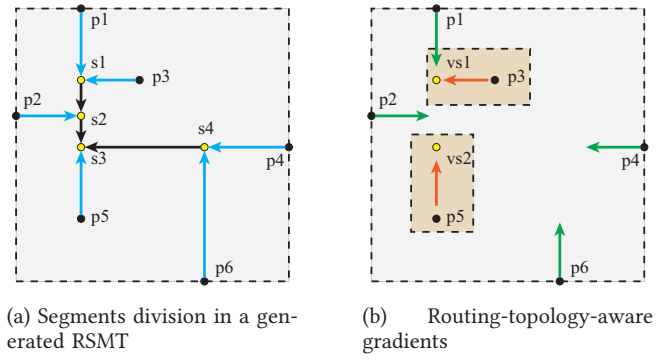 p1
s1
p3
p2
s2
s4
s3
p4
p5
p6
p1
vs1
p3
p2
vs2
p4
p5
p6
(a) Segments division in a gen-
erated RSMT
(b) Routing-topology-aware
gradients